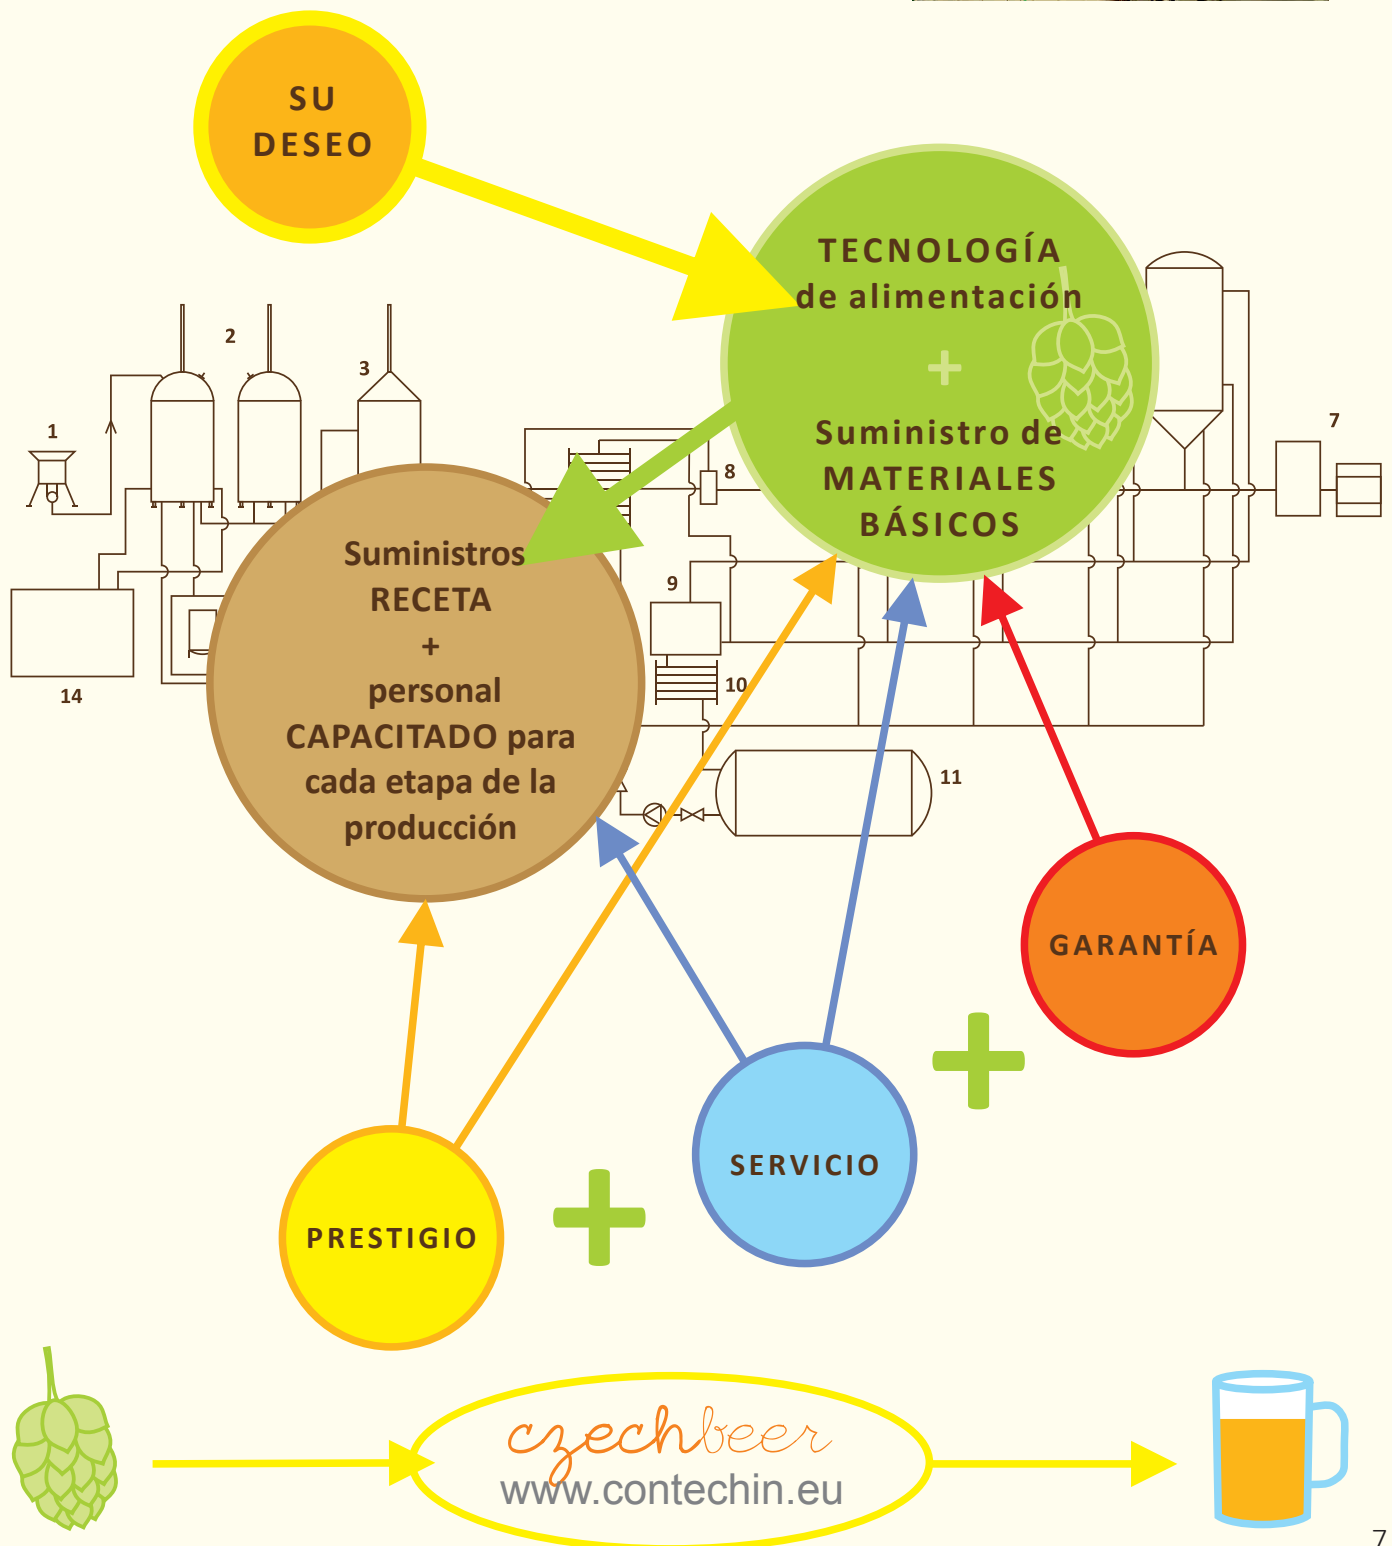 SU
DESEO
TECNOLOGÍA
de alimentación
+
Suministro de
MATERIALES
BÁSICOS
1
2
3
7
8
9
10
11
14
Suministros
RECETA
+
personal
CAPACITADO para
cada etapa de la
producción
GARANTÍA
+
SERVICIO
+
PRESTIGIO
czechbeer
www.contechin.eu
7